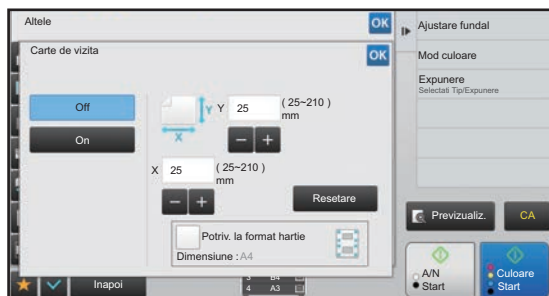 Altele
OK
Carte de vizita
OK
Off
On
Y
Y
25
( 25~210 )
mm
X
X
25
( 25~210 )
mm
Resetare
Potriv. la format hartie
Dimensiune : A4
Inapoi
3 B4
4 A3
Ajustare fundal
Mod culoare
Expunere
Selectati Tip/Expunere
Previzualiz.
CA
A/N
Start
Culoare
Start